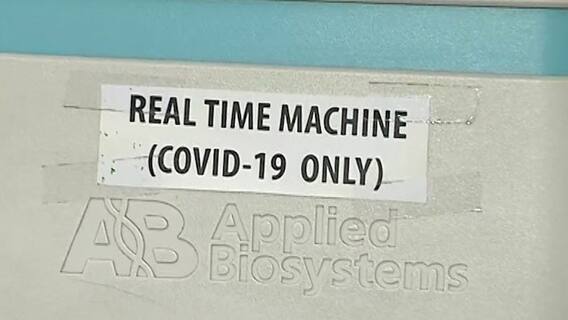 REAL TIME MACHINE
(COVID-19 ONLY)
AB Applied
Biosystems